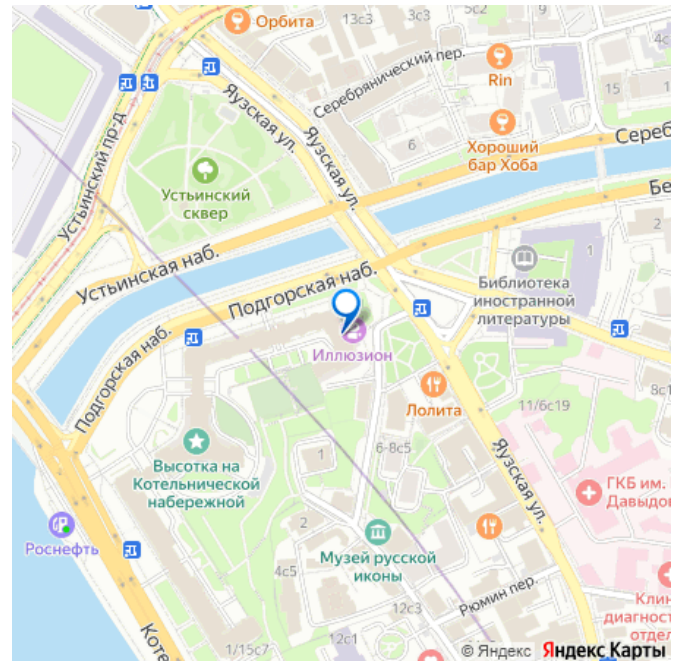 Орбита
13с3
5с2
9
Rin
Серебрянический пер.
15
Яузская ул.
Яузская ул.
Устьинский пр-д
6
Хороший
бар Хоба
Сереб
Устьинский
сквер
Бе
Устьинская наб.
Подгорская наб.
Библиотека
иностранной
литературы
1
Иллюзион
Подгорская наб.
Лолита
8с1
11/6с19
6-8с5
1
Высотка на
Котельнической
набережной
Яузская ул.
ГКБ им.
Давыдо
2
Роснефть
Музей русской
иконы
4с5
Рюмин пер.
Клин
диагност
отдел
12с3
12с1
1/15с7
Коте
© Яндекс Яндекс Карты